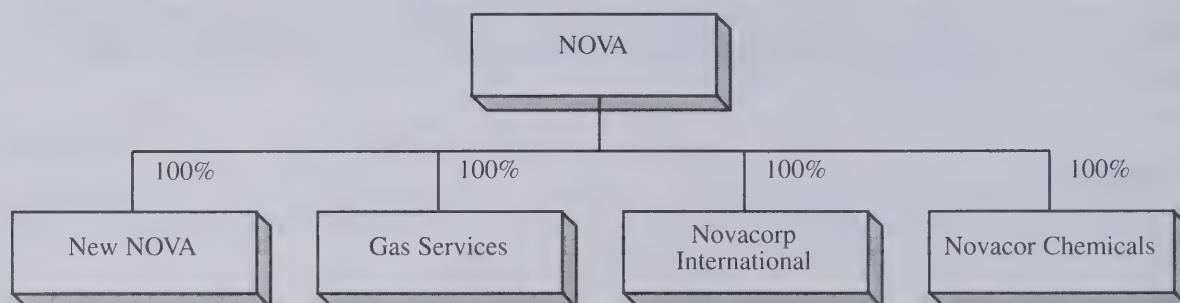 NOVA
100%
100%
100%
100%
New NOVA
Gas Services
Novacorp
International
Novacor Chemicals